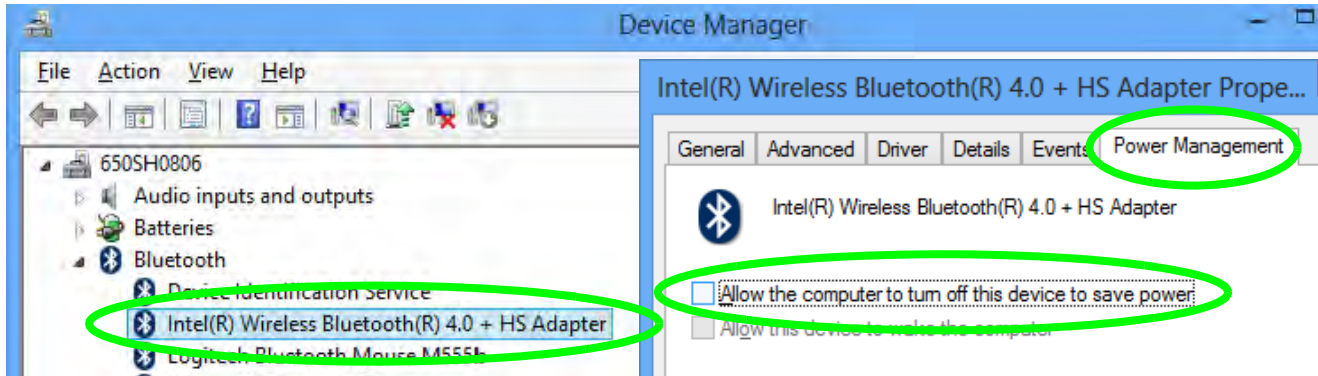 Device Manager
File Action View Help
650SH0806
Audio inputs and outputs
Batteries
Bluetooth
Device Identification Service
Intel(R) Wireless Bluetooth(R) 4.0 + HS Adapter
Logitech Bluetooth Mouse M555b
Intel(R) Wireless Bluetooth(R) 4.0 + HS Adapter Prope...
General Advanced Driver Details Events Power Management
Intel(R) Wireless Bluetooth(R) 4.0 + HS Adapter
Allow the computer to turn off this device to save power
Allow this device to wake the computer